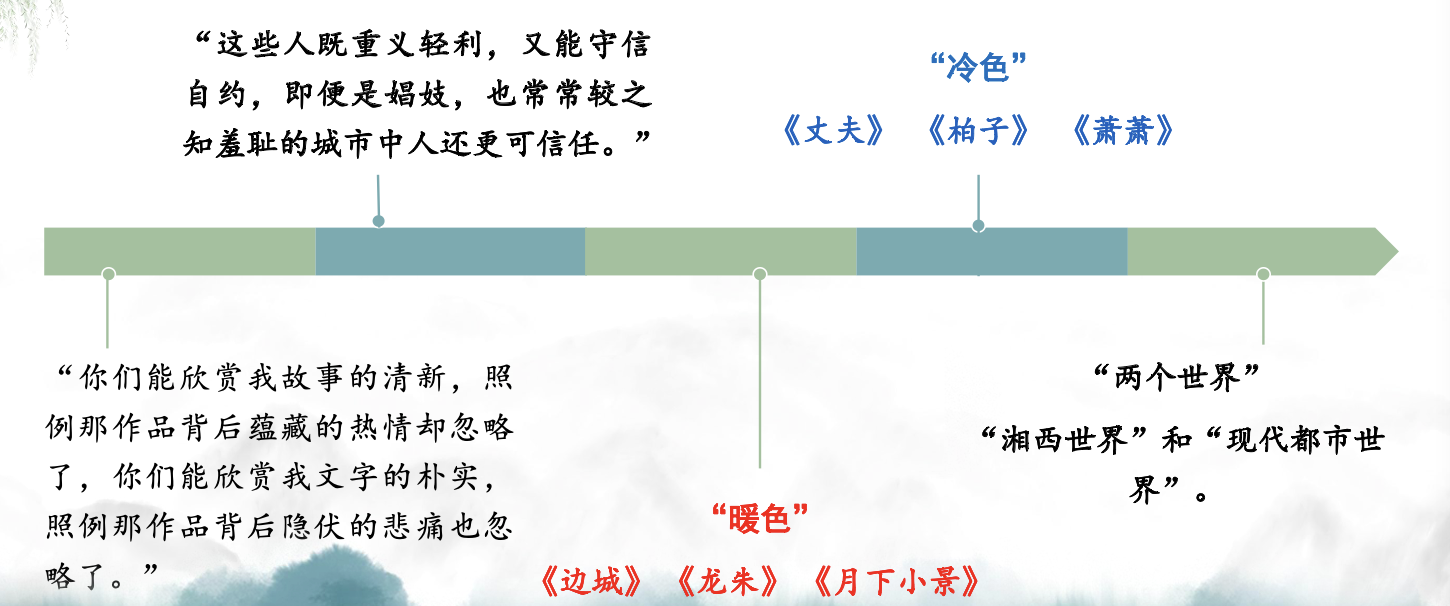 “这些人既重义轻利，又能守信
自约，即便是娼妓，也常常较之
知羞耻的城市中人还更可信任。”
“冷色”
《丈夫》 《柏子》 《萧萧》
“你们能欣赏我故事的清新，照
例那作品背后蕴藏的热情却忽略
了，你们能欣赏我文字的朴实，
照例那作品背后隐伏的悲痛也忽
略了。”
“暖色”
《边城》 《龙朱》 《月下小景》
“两个世界”
“湘西世界”和“现代都市世
界”。